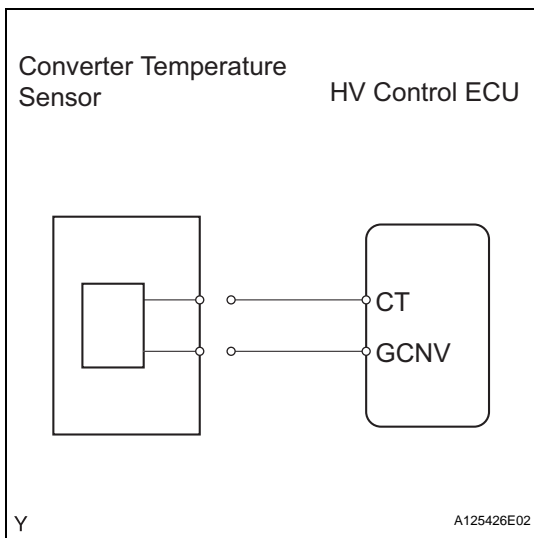 Converter Temperature
Sensor
HV Control ECU
CT
GCNV
Y
A125426E02